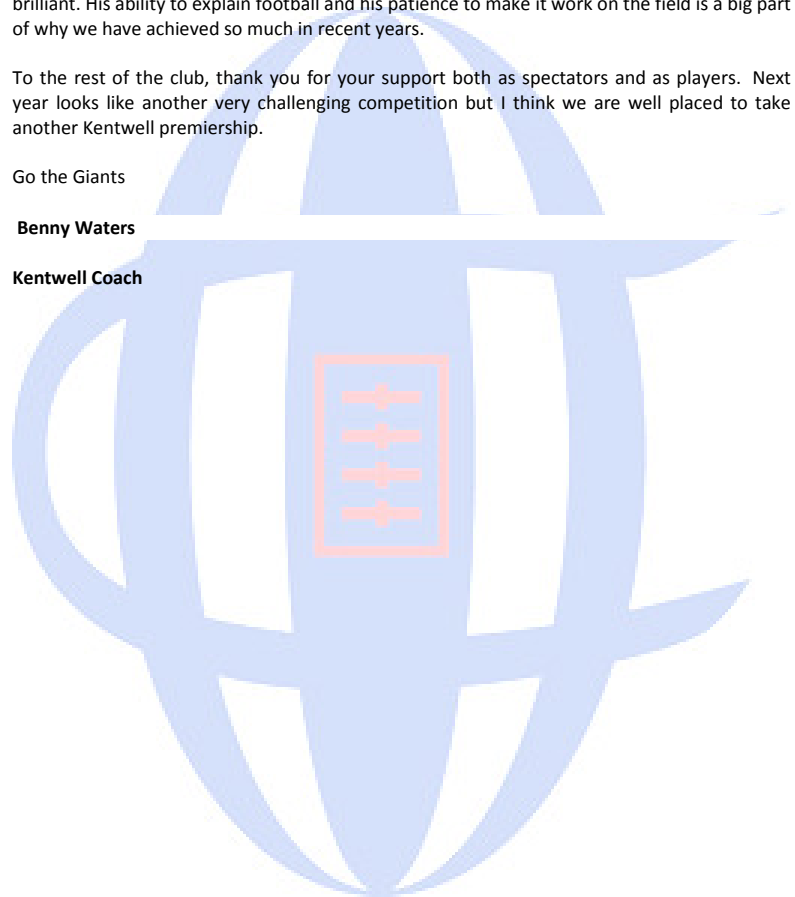 brilliant. His ability to explain football and his patience to make it work on the field is a big part
of why we have achieved so much in recent years.
To the rest of the club, thank you for your support both as spectators and as players. Next
year looks like another very challenging competition but I think we are well placed to take
another Kentwell premiership.
Go the Giants
Benny Waters
Kentwell Coach